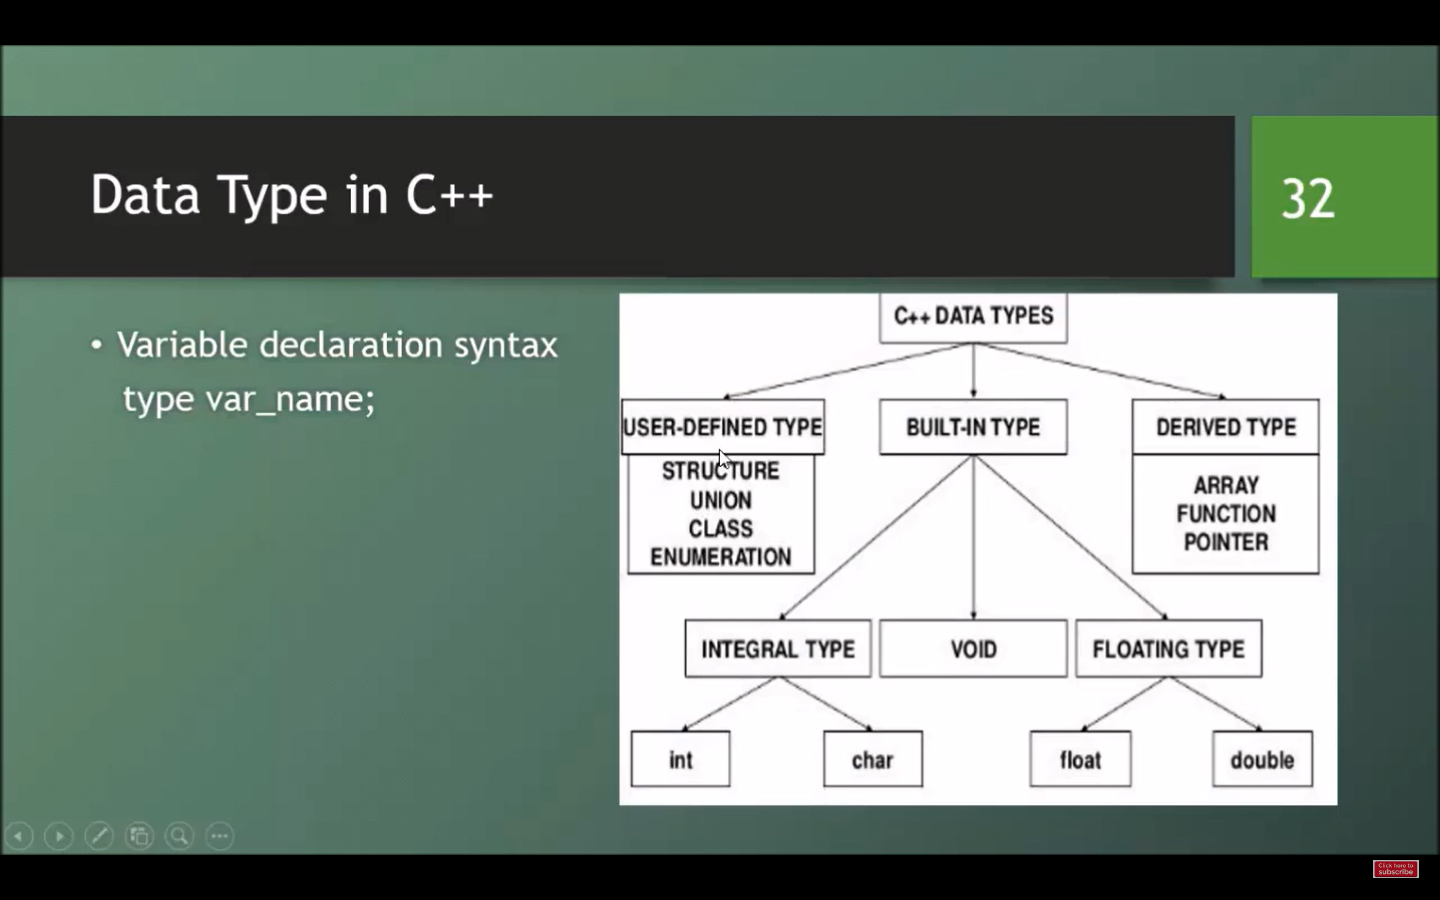 Data Type in C++
32
• Variable declaration syntax
type var_name;
C++ DATA TYPES
USER-DEFINED TYPE
BUILT-IN TYPE
DERIVED TYPE
STRUCTURE
UNION
CLASS
ENUMERATION
ARRAY
FUNCTION
POINTER
INTEGRAL TYPE
VOID
FLOATING TYPE
int
char
float
double
Click here to
subscribe